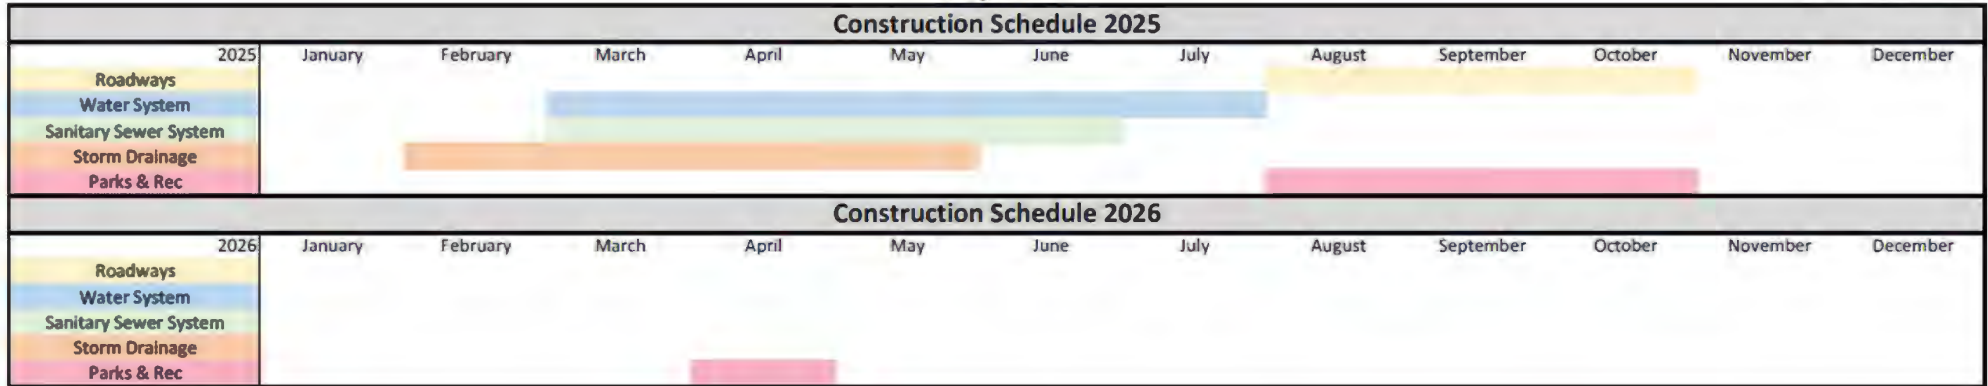 Construction Schedule 2025
2025 January February March April May June July August September October November December
Roadways
Water System
Sanitary Sewer System
Storm Drainage
Parks & Rec
Construction Schedule 2026
2026 January February March April May June July August September October November December
Roadways
Water System
Sanitary Sewer System
Storm Drainage
Parks & Rec